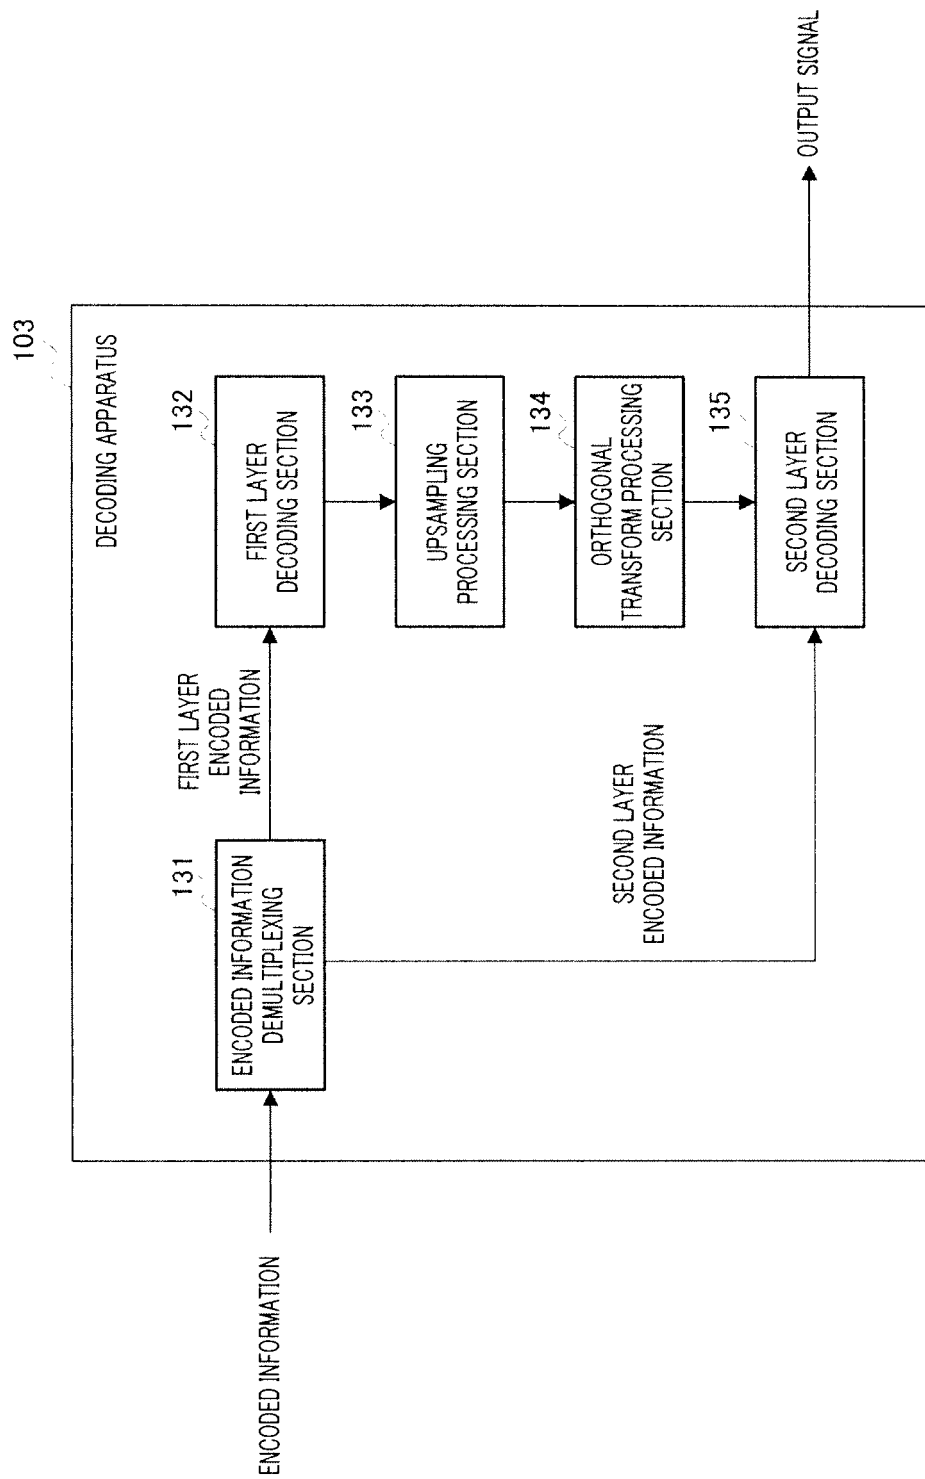 103
DECODING APPARATUS
132
FIRST LAYER
DECODING SECTION
133
UPSAMPLING
PROCESSING SECTION
134
ORTHOGONAL
TRANSFORM PROCESSING
SECTION
135
SECOND LAYER
DECODING SECTION
OUTPUT SIGNAL
FIRST LAYER
ENCODED
INFORMATION
131
ENCODED INFORMATION
DEMULTIPLEXING
SECTION
SECOND LAYER
ENCODED INFORMATION
ENCODED INFORMATION